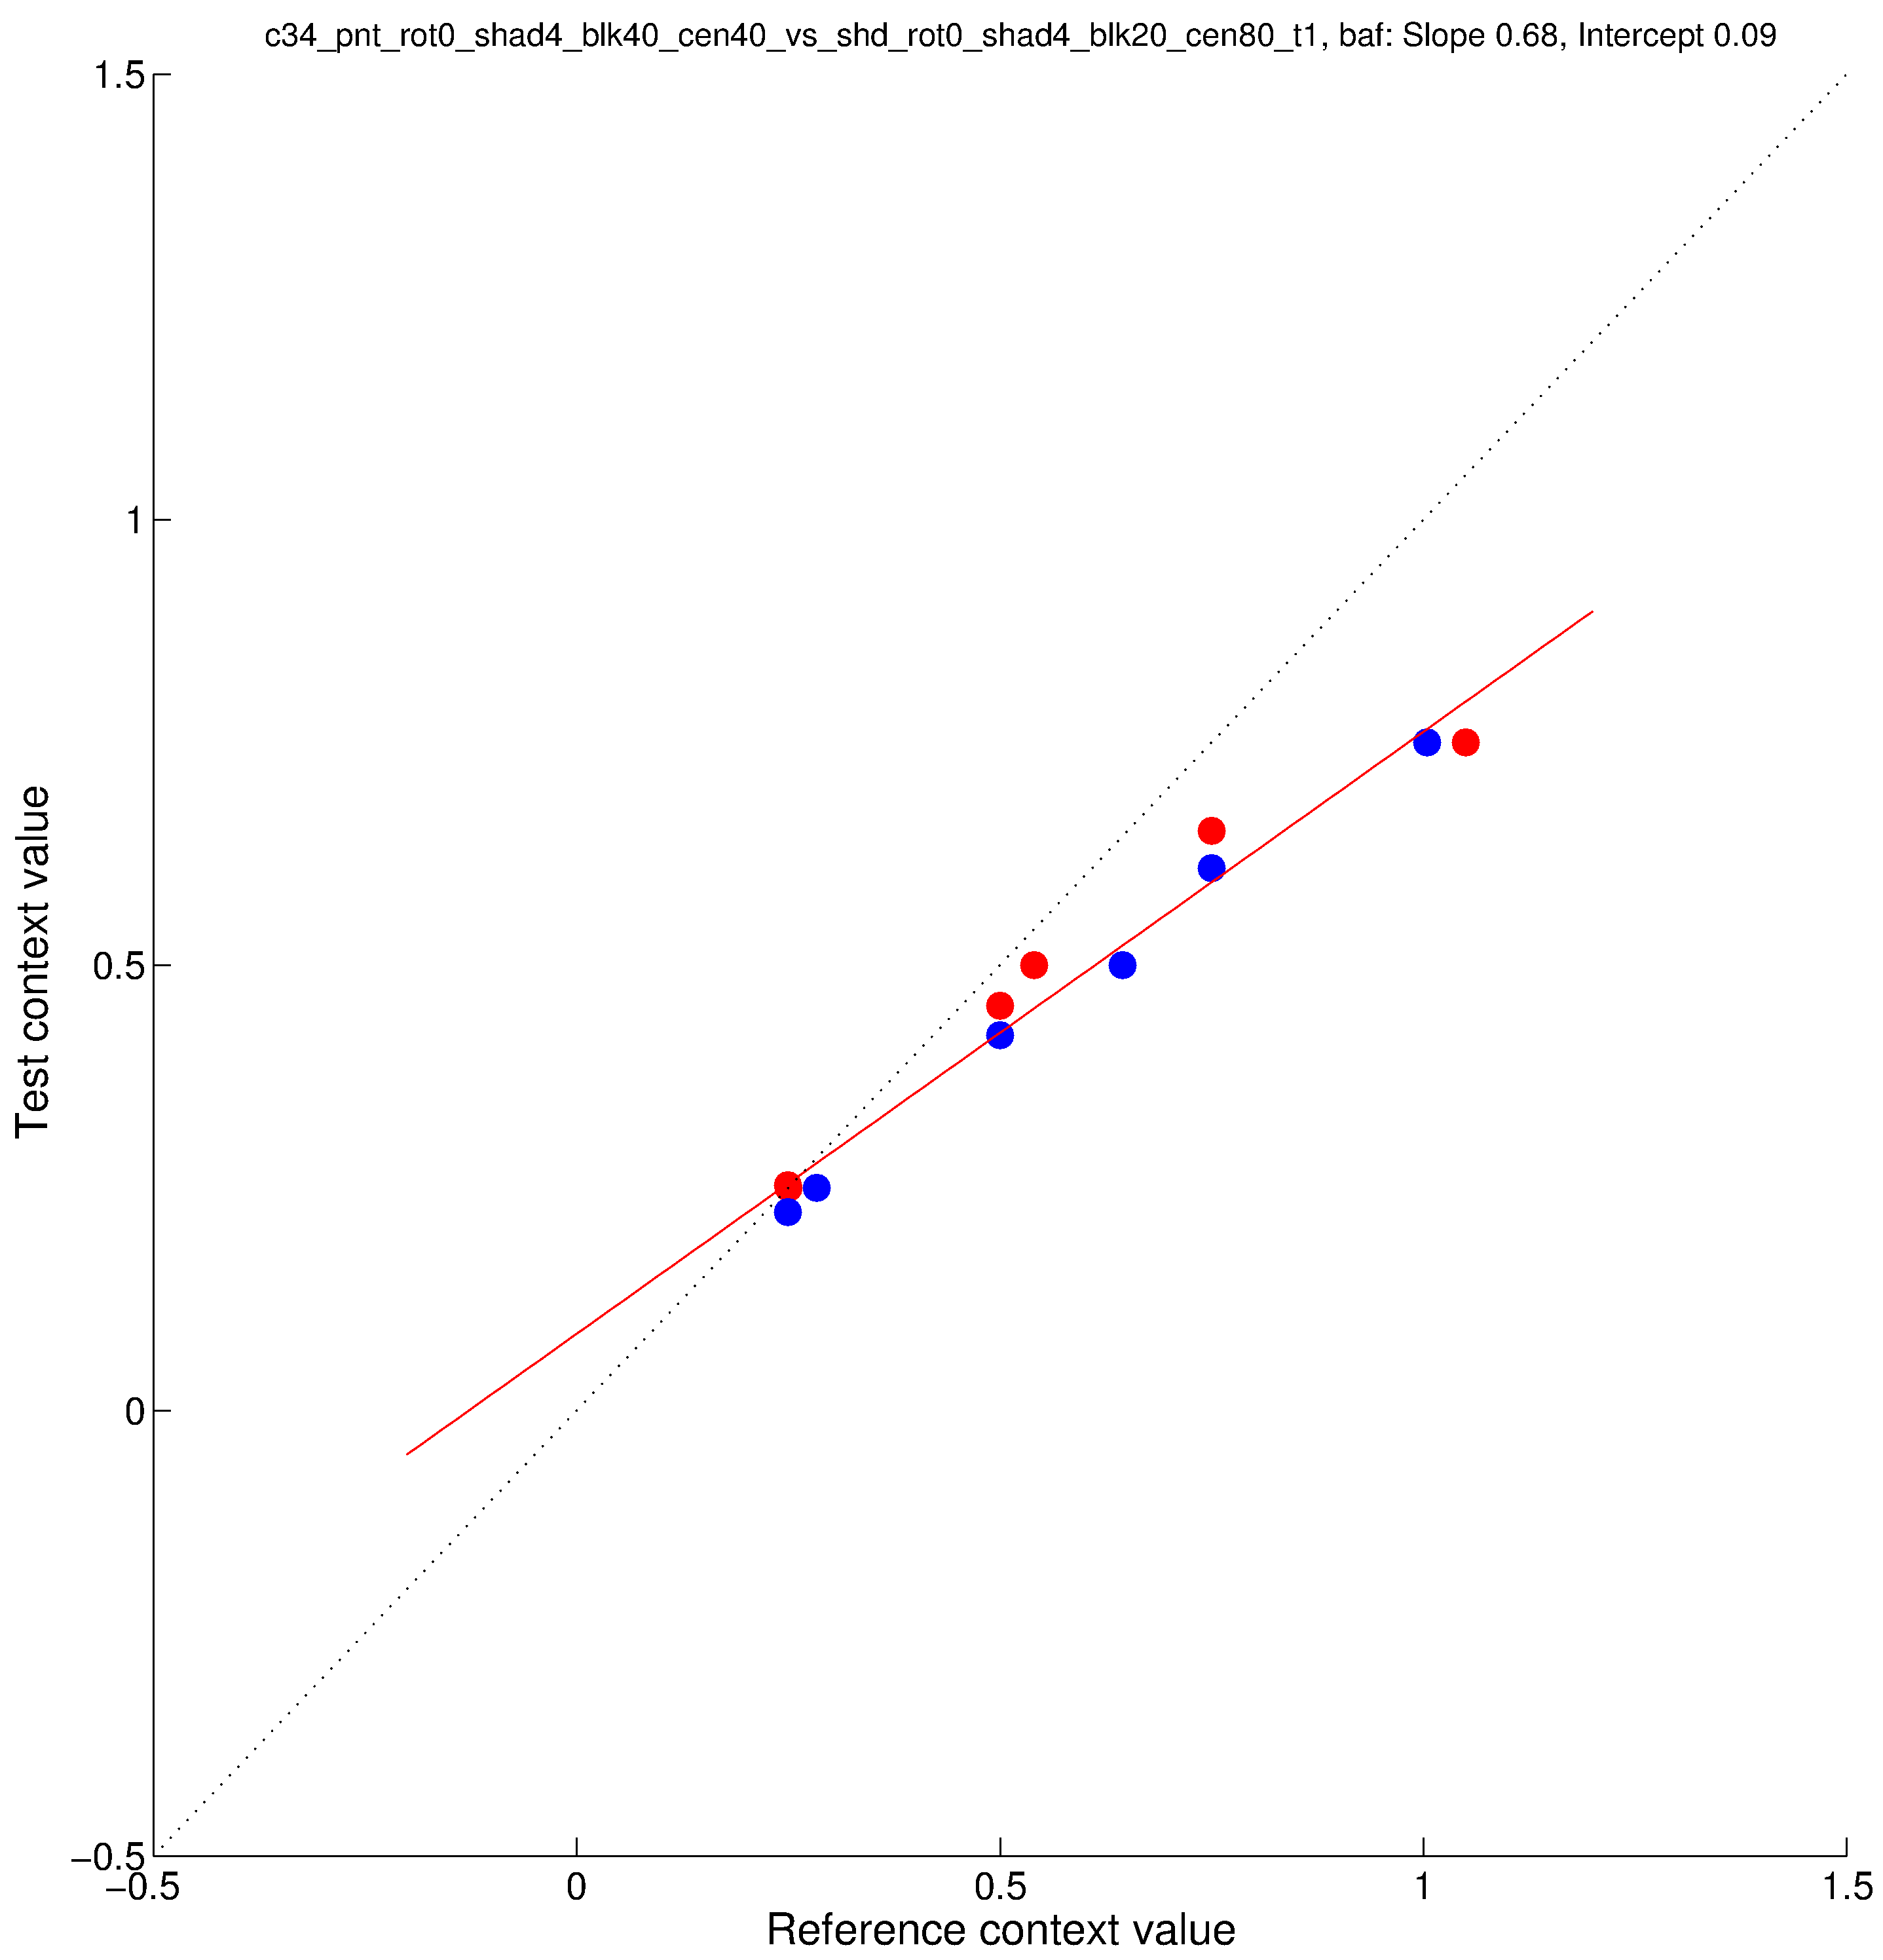 c34_pnt_rot0_shad4_blk40_cen40_vs_shd_rot0_shad4_blk20_cen80_t1, baf: Slope 0.68, Intercept 0.09
1.5
1
0.5
0
−0.5
Test context value
−0.5 0 0.5 1 1.5
Reference context value